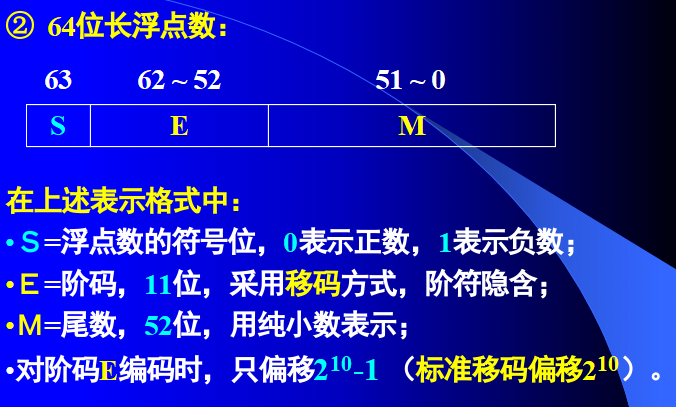 ② 64位长浮点数：
63 62 ~ 52 51 ~ 0
S E M
在上述表示格式中：
•S=浮点数的符号位，0表示正数，1表示负数；
•E=阶码，11位，采用移码方式，阶符隐含；
•M=尾数，52位，用纯小数表示；
•对阶码E编码时，只偏移2¹⁰-1 （标准移码偏移2¹⁰）。